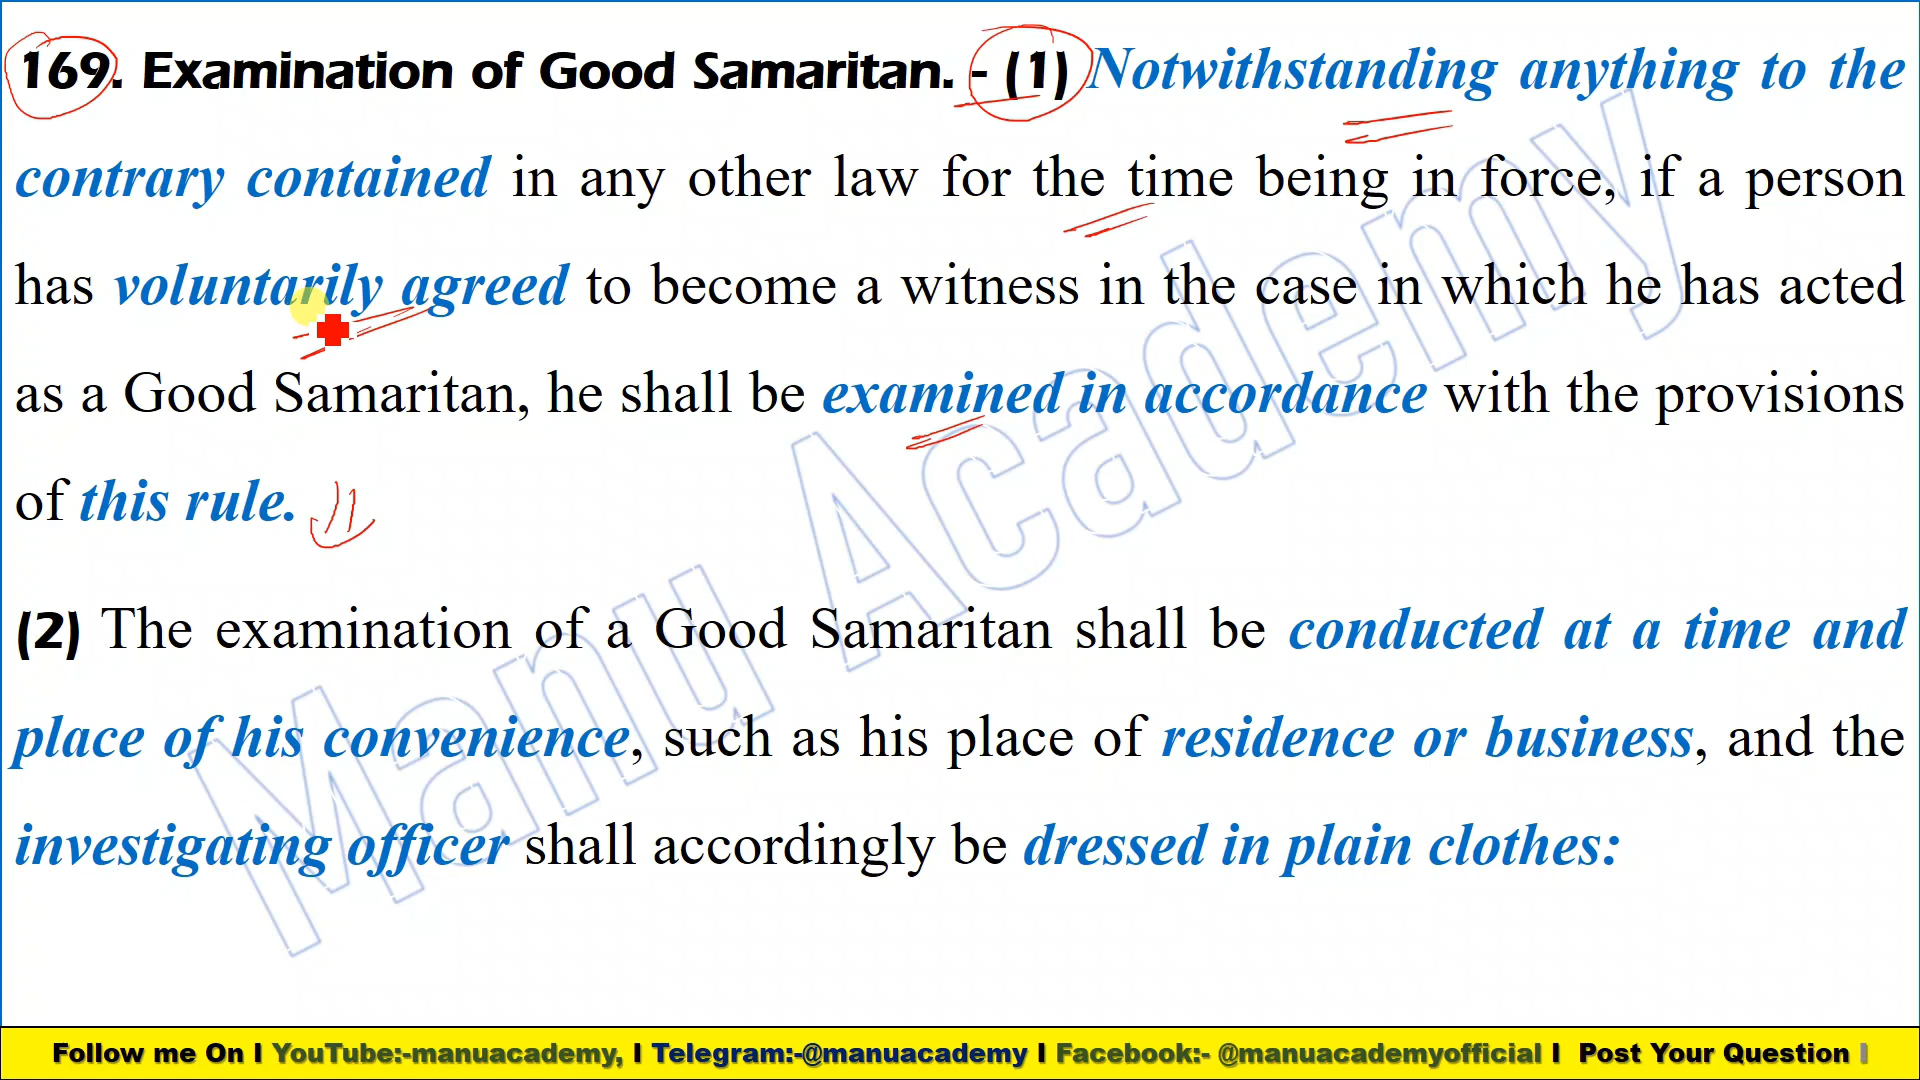 169. Examination of Good Samaritan. - (1) Notwithstanding anything to the
contrary contained in any other law for the time being in force, if a person
has voluntarily agreed to become a witness in the case in which he has acted
as a Good Samaritan, he shall be examined in accordance with the provisions
of this rule.
(2) The examination of a Good Samaritan shall be conducted at a time and
place of his convenience, such as his place of residence or business, and the
investigating officer shall accordingly be dressed in plain clothes:
Manu Academy
Follow me On I YouTube:-manuacademy, I Telegram:-@manuacademy I Facebook:- @manuacademyofficial I Post Your Question I